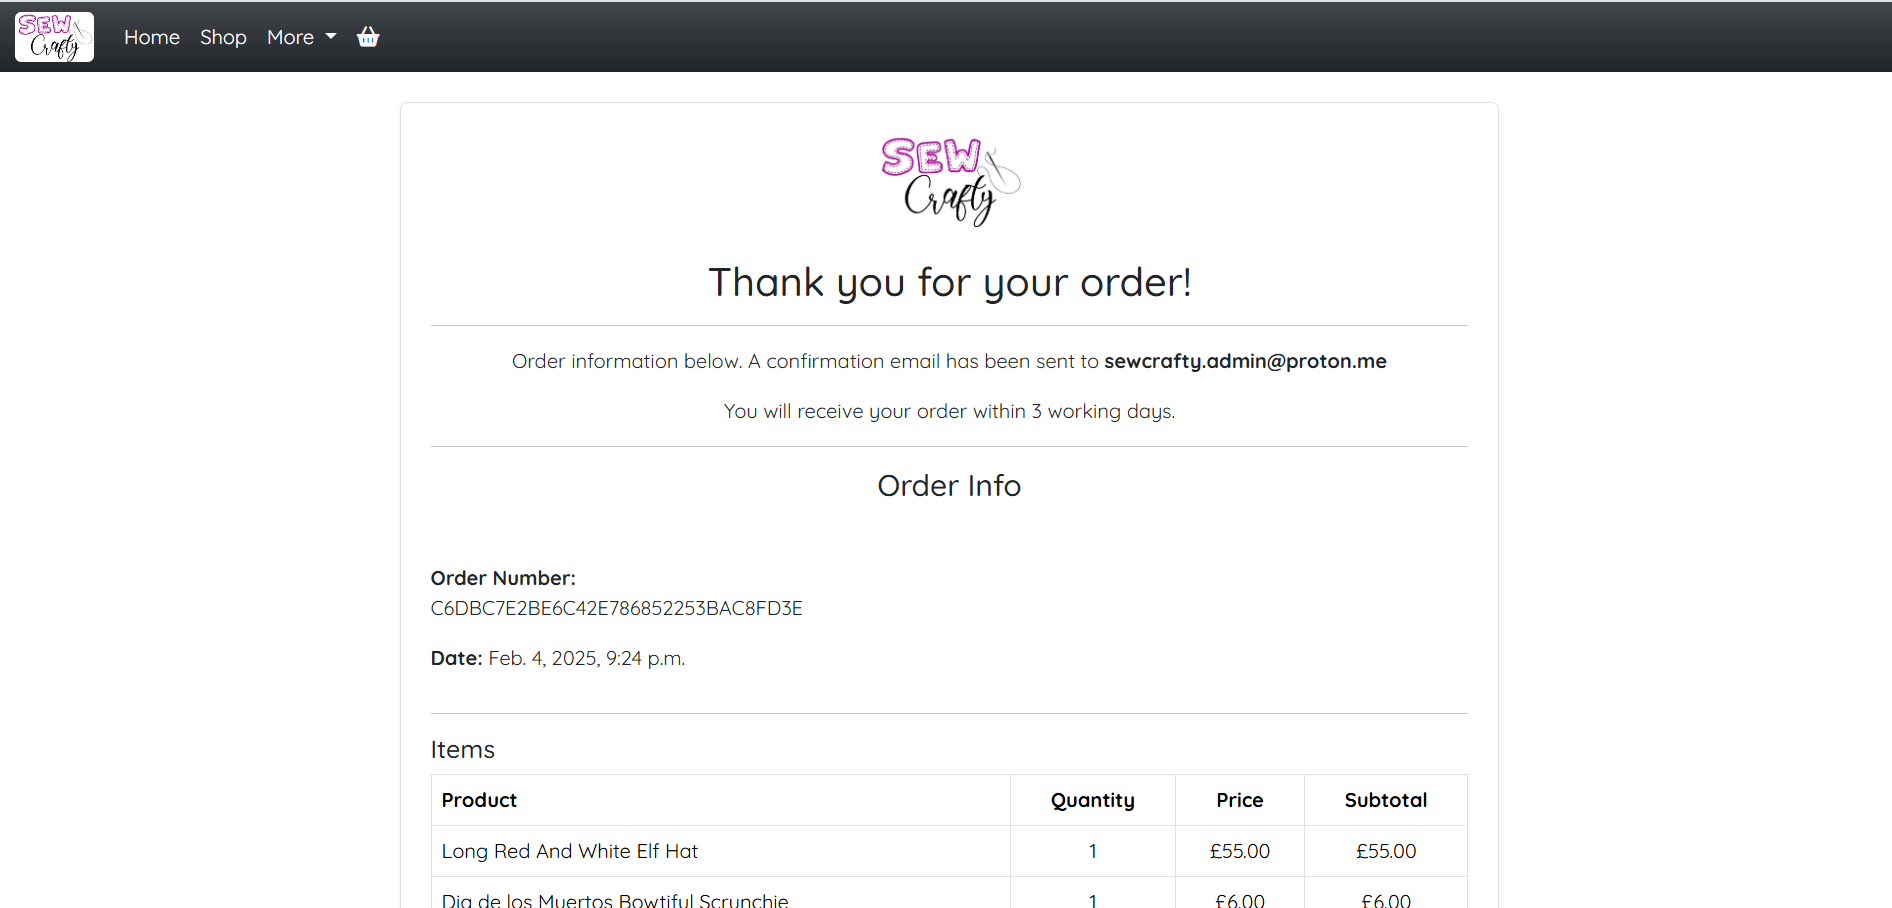 SEW
Crafty
Home Shop More
SEW
Crafty
Thank you for your order!
Order information below. A confirmation email has been sent to sewcrafty.admin@proton.me
You will receive your order within 3 working days.
Order Info
Order Number:
C6DBC7E2BE6C42E786852253BAC8FD3E
Date: Feb. 4, 2025, 9:24 p.m.
Items
Product Quantity Price Subtotal
Long Red And White Elf Hat 1 £55.00 £55.00
Dia de los Muertos Bowtiful Scrunchie 1 £6.00 £6.00